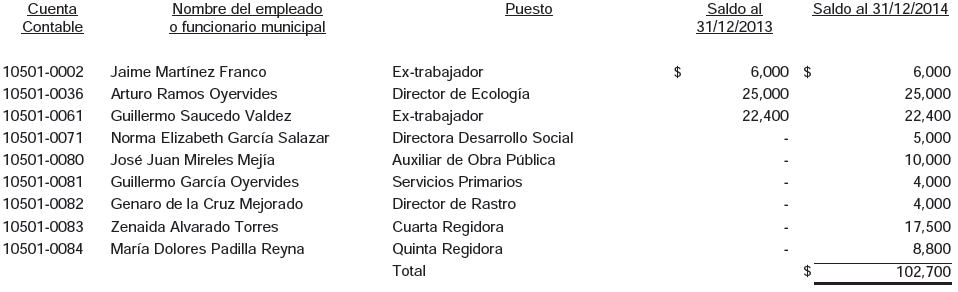 Cuenta Contable Nombre del empleado o funcionario municipal Puesto Saldo al 31/12/2013 Saldo al 31/12/2014
10501-0002 Jaime Martínez Franco Ex-trabajador $ 6,000 $ 6,000
10501-0036 Arturo Ramos Oyervides Director de Ecología 25,000 25,000
10501-0061 Guillermo Saucedo Valdez Ex-trabajador 22,400 22,400
10501-0071 Norma Elizabeth García Salazar Directora Desarrollo Social - 5,000
10501-0080 José Juan Mireles Mejía Auxiliar de Obra Pública - 10,000
10501-0081 Guillermo García Oyervides Servicios Primarios - 4,000
10501-0082 Genaro de la Cruz Mejorado Director de Rastro - 4,000
10501-0083 Zenaida Alvarado Torres Cuarta Regidora - 17,500
10501-0084 María Dolores Padilla Reyna Quinta Regidora - 8,800
Total $ 102,700